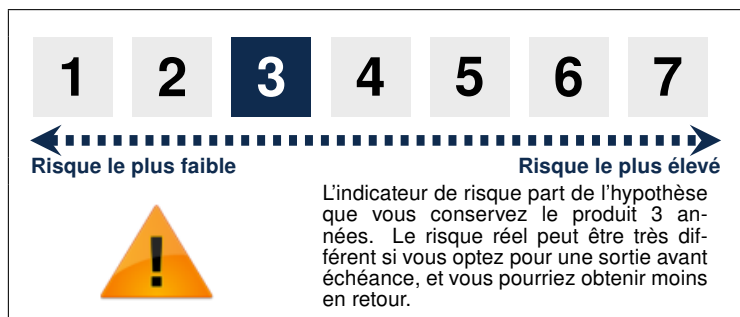 1 2 3 4 5 6 7
Risque le plus faible Risque le plus élevé
L'indicateur de risque part de l'hypothèse
que vous conservez le produit 3 an-
nées. Le risque réel peut être très dif-
férent si vous optez pour une sortie avant
échéance, et vous pourriez obtenir moins
en retour.